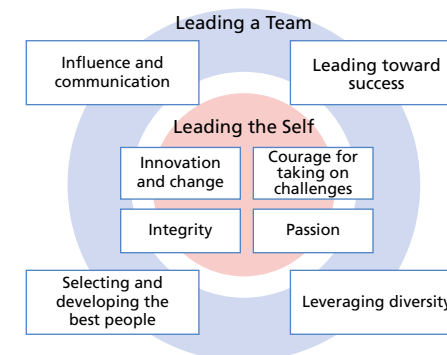 Leading a Team
Influence and
communication
Leading toward
success
Leading the Self
Innovation
and change
Courage for
taking on
challenges
Integrity
Passion
Selecting and
developing the
best people
Leveraging diversity